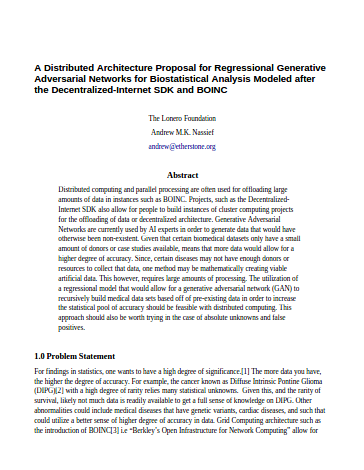 A Distributed Architecture Proposal for Regressional Generative
Adversarial Networks for Biostatistical Analysis Modeled after
the Decentralized-Internet SDK and BOINC
The Lonero Foundation
Andrew M.K. Nassief
andrew@etherstone.org
Abstract
Distributed computing and parallel processing are often used for offloading large
amounts of data in instances such as BOINC. Projects, such as the Decentralized-
Internet SDK also allow for people to build instances of cluster computing projects
for the offloading of data or decentralized architecture. Generative Adversarial
Networks are currently used by AI experts in order to generate data that would have
otherwise been non-existent. Given that certain biomedical datasets only have a small
amount of donors or case studies available, means that more data would allow for a
higher degree of accuracy. Since, certain diseases may not have enough donors or
resources to collect that data, one method may be mathematically creating viable
artificial data. This however, requires large amounts of processing. The utilization of
a regressional model that would allow for a generative adversarial network (GAN) to
recursively build medical data sets based off of pre-existing data in order to increase
the statistical pool of accuracy should be feasible with distributed computing. This
approach should also be worth trying in the case of absolute unknowns and false
positives.
1.0 Problem Statement
For findings in statistics, one wants to have a high degree of significance.[1] The more data you have,
the higher the degree of accuracy. For example, the cancer known as Diffuse Intrinsic Pontine Glioma
(DIPG)[2] with a high degree of rarity relies many statistical unknowns. Given this, and the rarity of
survival, likely not much data is readily available to get a full sense of knowledge on DIPG. Other
abnormalities could include medical diseases that have genetic variants, cardiac diseases, and such that
could utilize a better sense of higher degree of accuracy in data. Grid Computing architecture such as
the introduction of BOINC[3] i.e "Berkley's Open Infrastructure for Network Computing" allow for